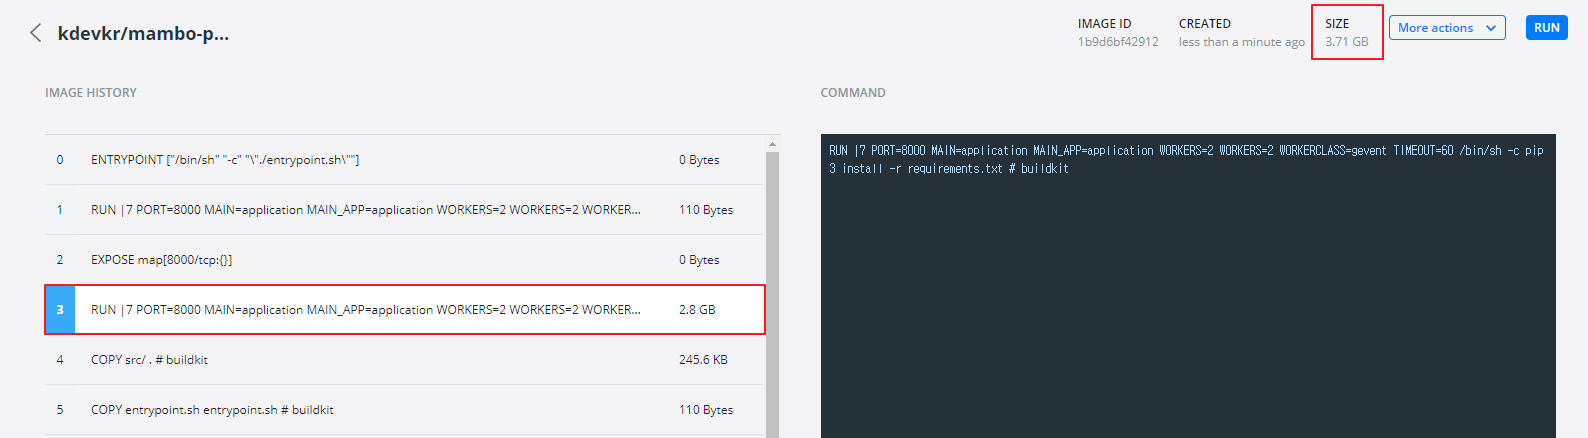 kdevkr/mambo-p...
IMAGE ID
1b9d6bf42912
CREATED
less than a minute ago
SIZE
3.71 GB
More actions
RUN
IMAGE HISTORY
0 ENTRYPOINT ["/bin/sh" "-c" "\"./entrypoint.sh\""] 0 Bytes
1 RUN |7 PORT=8000 MAIN=application MAIN_APP=application WORKERS=2 WORKERS=2 WORKER... 110 Bytes
2 EXPOSE map[8000/tcp:{}] 0 Bytes
3 RUN |7 PORT=8000 MAIN=application MAIN_APP=application WORKERS=2 WORKERS=2 WORKER... 2.8 GB
4 COPY src/ . # buildkit 245.6 KB
5 COPY entrypoint.sh entrypoint.sh # buildkit 110 Bytes
COMMAND
RUN |7 PORT=8000 MAIN=application MAIN_APP=application WORKERS=2 WORKERS=2 WORKERCLASS=gevent TIMEOUT=60 /bin/sh -c pip
3 install -r requirements.txt # buildkit